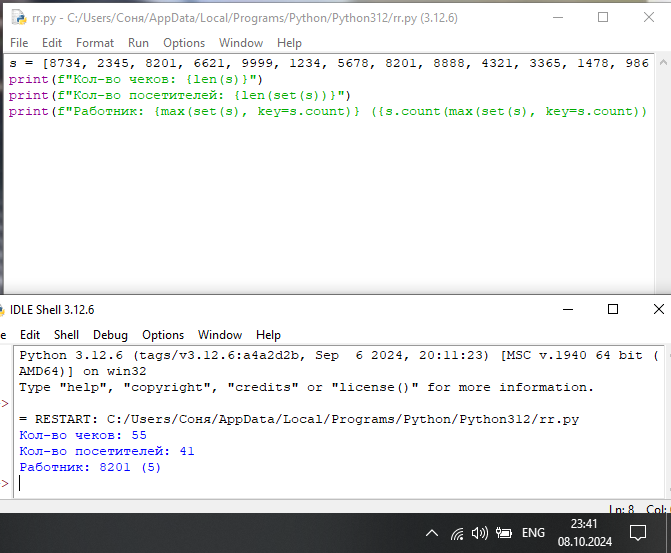 rr.py - C:/Users/Соня/AppData/Local/Programs/Python/Python312/rr.py (3.12.6)
File Edit Format Run Options Window Help
s = [8734, 2345, 8201, 6621, 9999, 1234, 5678, 8201, 8888, 4321, 3365, 1478, 986
print(f"Кол-во чеков: {len(s)}")
print(f"Кол-во посетителей: {len(set(s))}")
print(f"Работник: {max(set(s), key=s.count)} ({s.count(max(set(s), key=s.count))
IDLE Shell 3.12.6
e Edit Shell Debug Options Window Help
Python 3.12.6 (tags/v3.12.6:a4a2d2b, Sep 6 2024, 20:11:23) [MSC v.1940 64 bit (
AMD64)] on win32
Type "help", "copyright", "credits" or "license()" for more information.
>
= RESTART: C:/Users/Соня/AppData/Local/Programs/Python/Python312/rr.py
Кол-во чеков: 55
Кол-во посетителей: 41
Работник: 8201 (5)
>
Ln: 8 Col:
ENG
23:41
08.10.2024